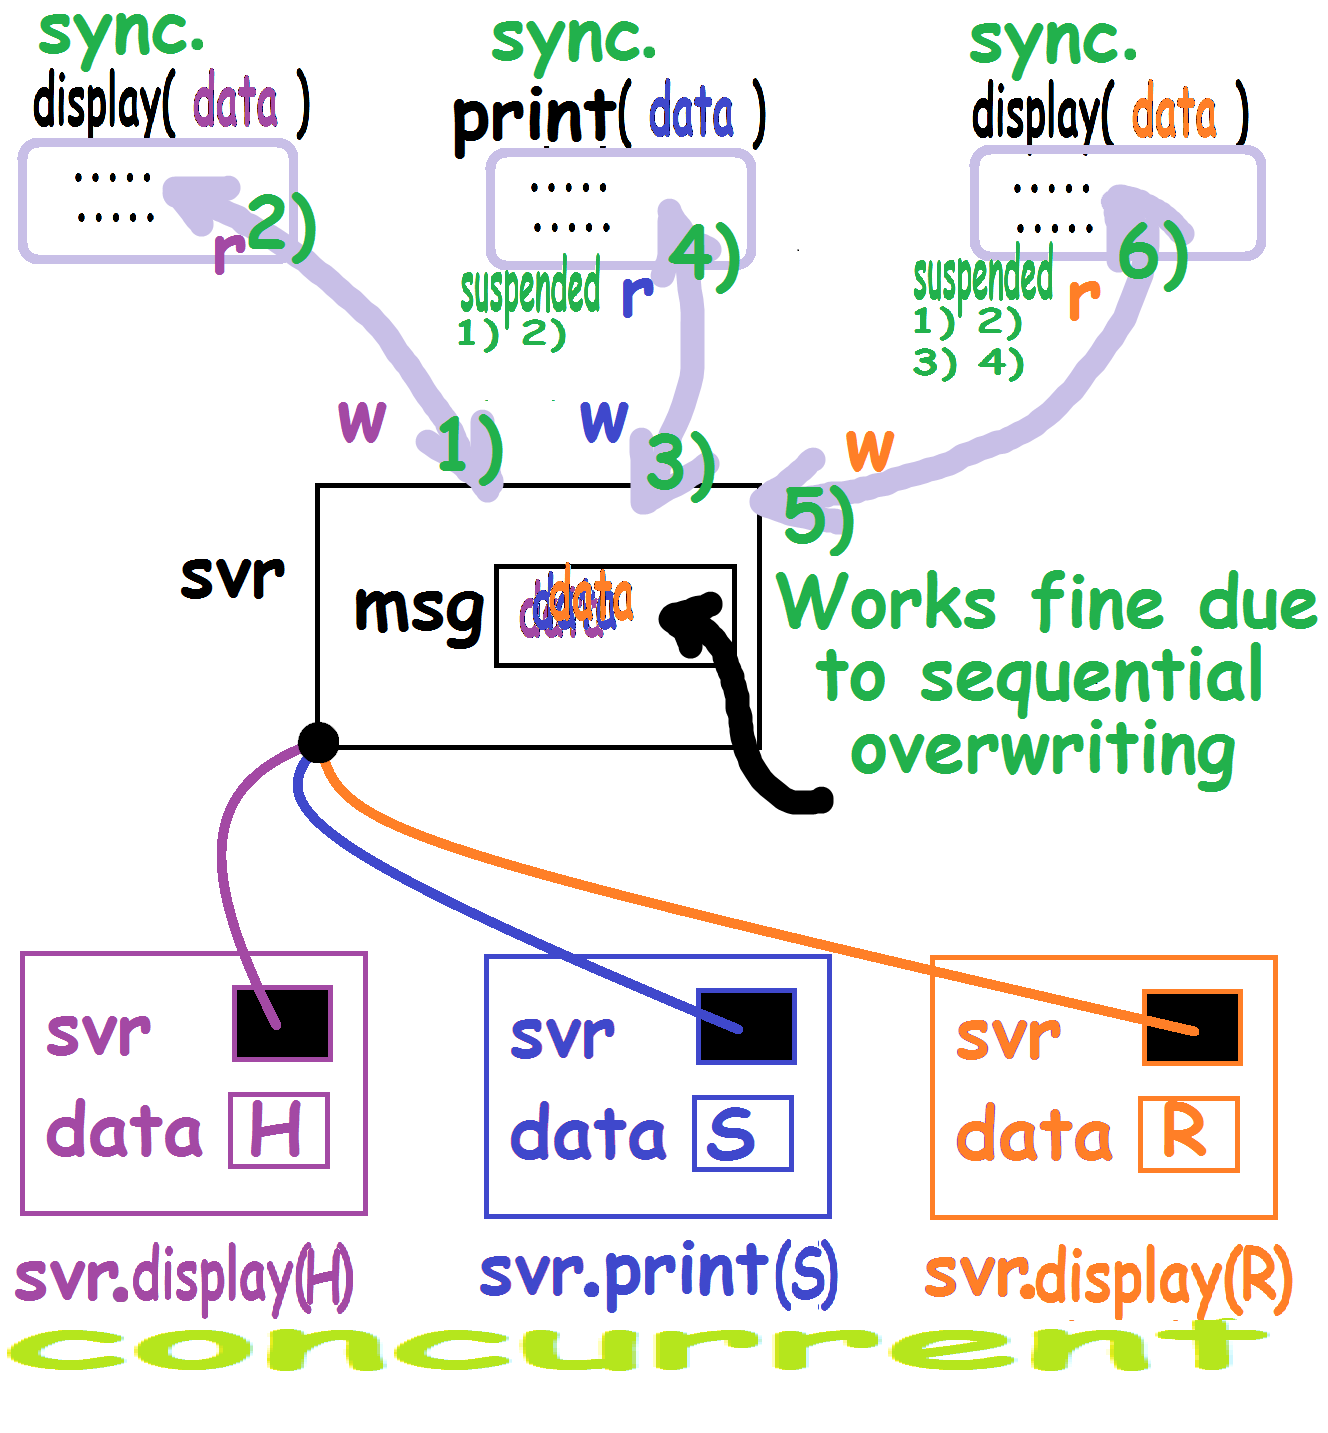 sync. sync. sync.
display( data ) print( data ) display( data )
..... ..... .....
..... ..... .....
r 2) 4) 6)
suspended r suspended r
1) 2) 1) 2)
3) 4)
w 1) w 3) w
5)
svr
msg data data data
Works fine due
to sequential
overwriting
svr svr svr
data H data S data R
svr.display(H) svr.print(S) svr.display(R)
concurrent